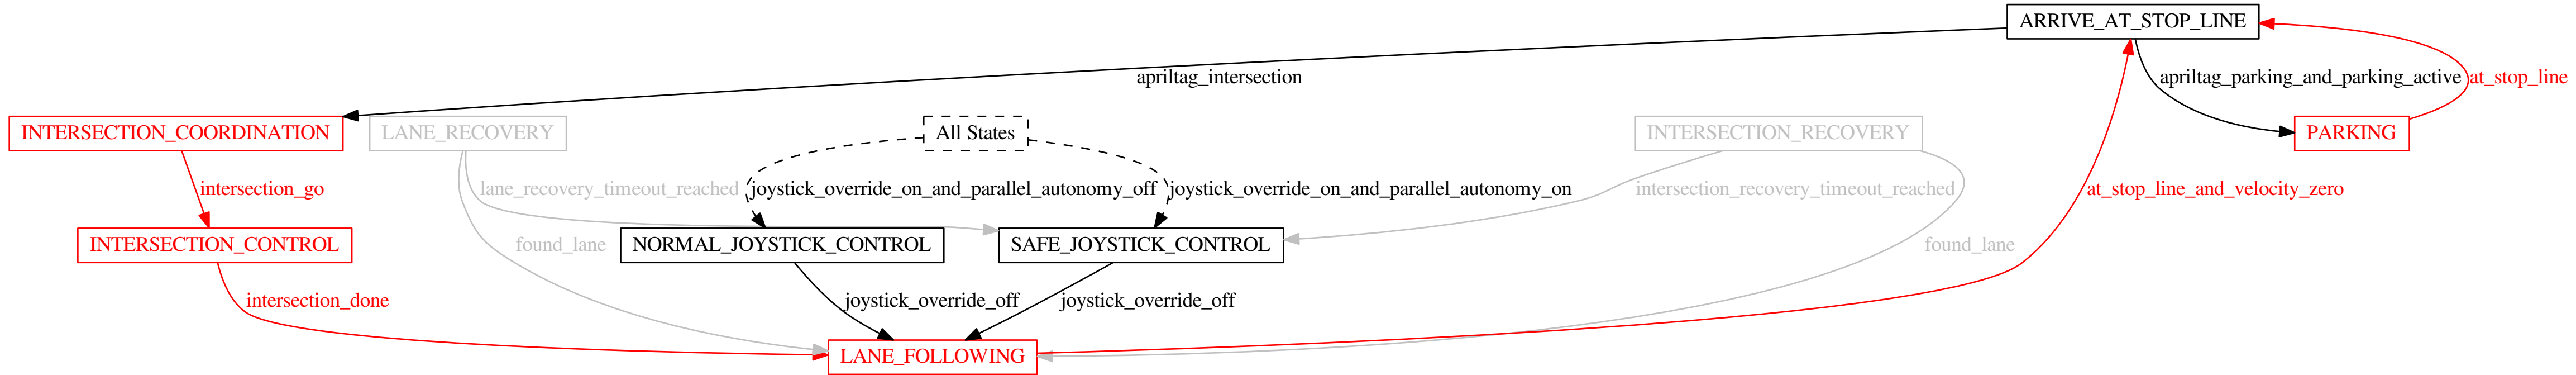 ARRIVE_AT_STOP_LINE
apriltag_intersection
apriltag_parking_and_parking_active
at_stop_line
INTERSECTION_COORDINATION
LANE_RECOVERY
All States
INTERSECTION_RECOVERY
PARKING
intersection_go
lane_recovery_timeout_reached
joystick_override_on_and_parallel_autonomy_off
joystick_override_on_and_parallel_autonomy_on
intersection_recovery_timeout_reached
at_stop_line_and_velocity_zero
INTERSECTION_CONTROL
found_lane
NORMAL_JOYSTICK_CONTROL
SAFE_JOYSTICK_CONTROL
found_lane
intersection_done
joystick_override_off
joystick_override_off
LANE_FOLLOWING